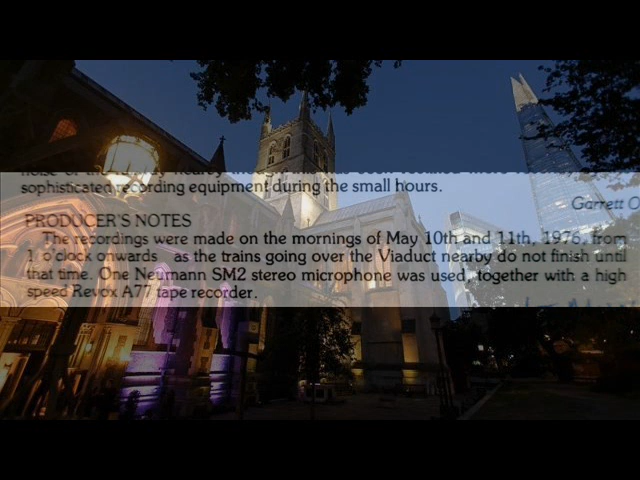 sophisticated recording equipment during the small hours.
Garrett O
PRODUCER'S NOTES
The recordings were made on the mornings of May 10th and 11th, 1976, from
1 o'clock onwards as the trains going over the Viaduct nearby do not finish until
that time. One Neumann SM2 stereo microphone was used, together with a high
speed Revox A77 tape recorder.